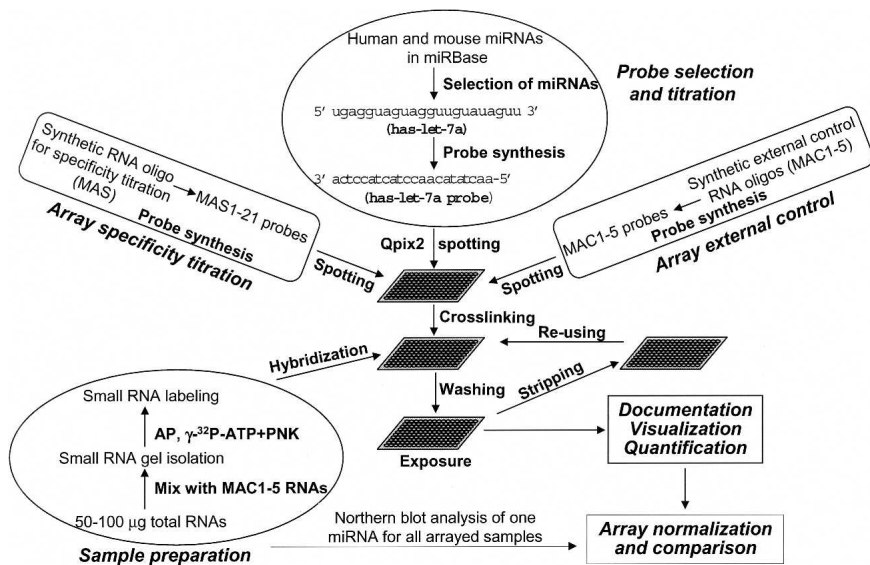 Human and mouse miRNAs
in miRBase
Selection of miRNAs
5' ugagguaguagguuguauaguu 3'
(has-let-7a)
Probe synthesis
3' actccatcatccaacatatcaa-5'
(has-let-7a probe)
Probe selection
and titration
Synthetic RNA oligo
for specificity titration
(MAS)
MAS1-21 probes
Probe synthesis
Array specificity titration
Synthetic external control
RNA oligos (MAC1-5)
MAC1-5 probes
Probe synthesis
Array external control
Qpix2 spotting
Spotting
Spotting
Crosslinking
Hybridization
Re-using
Washing
Stripping
Exposure
Small RNA labeling
AP, γ-³²P-ATP+PNK
Small RNA gel isolation
Mix with MAC1-5 RNAs
50-100 µg total RNAs
Sample preparation
Documentation
Visualization
Quantification
Northern blot analysis of one
miRNA for all arrayed samples
Array normalization
and comparison